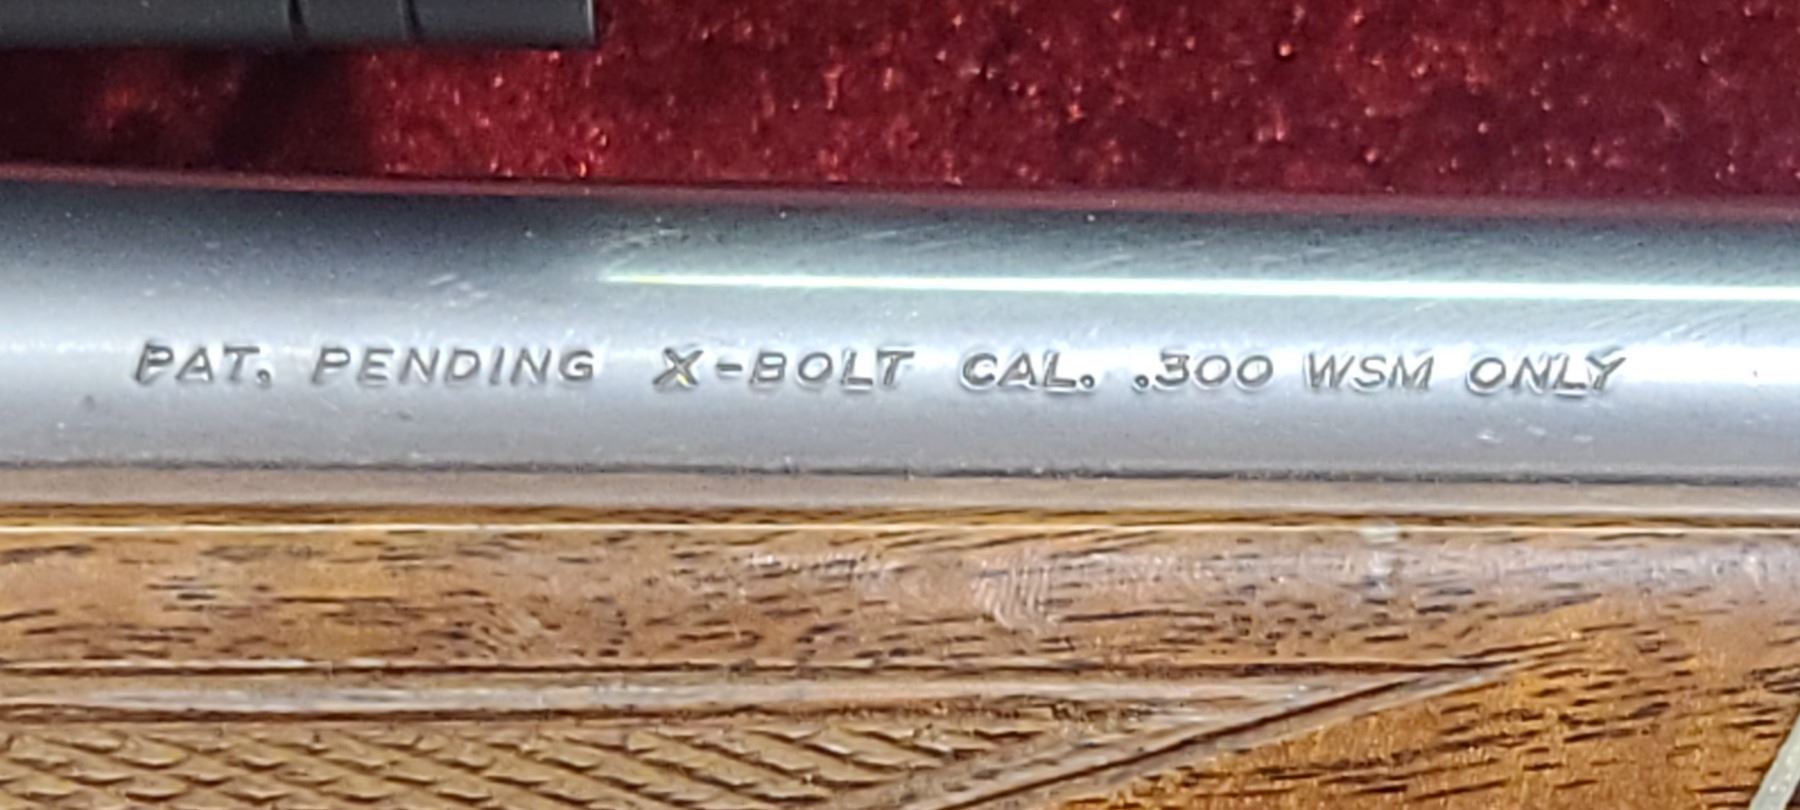 PAT. PENDING X-BOLT CAL. .300 WSM ONLY